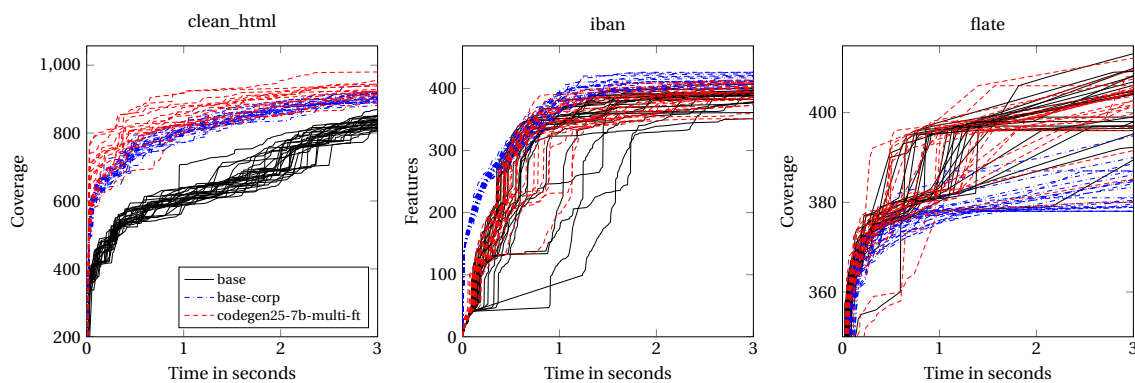 clean_html
Coverage
1,000
800
600
400
200
0
1
2
3
Time in seconds
base
base-corp
codegen25-7b-multi-ft
iban
Features
400
300
200
100
0
0
1
2
3
Time in seconds
flate
Coverage
400
380
360
0
1
2
3
Time in seconds